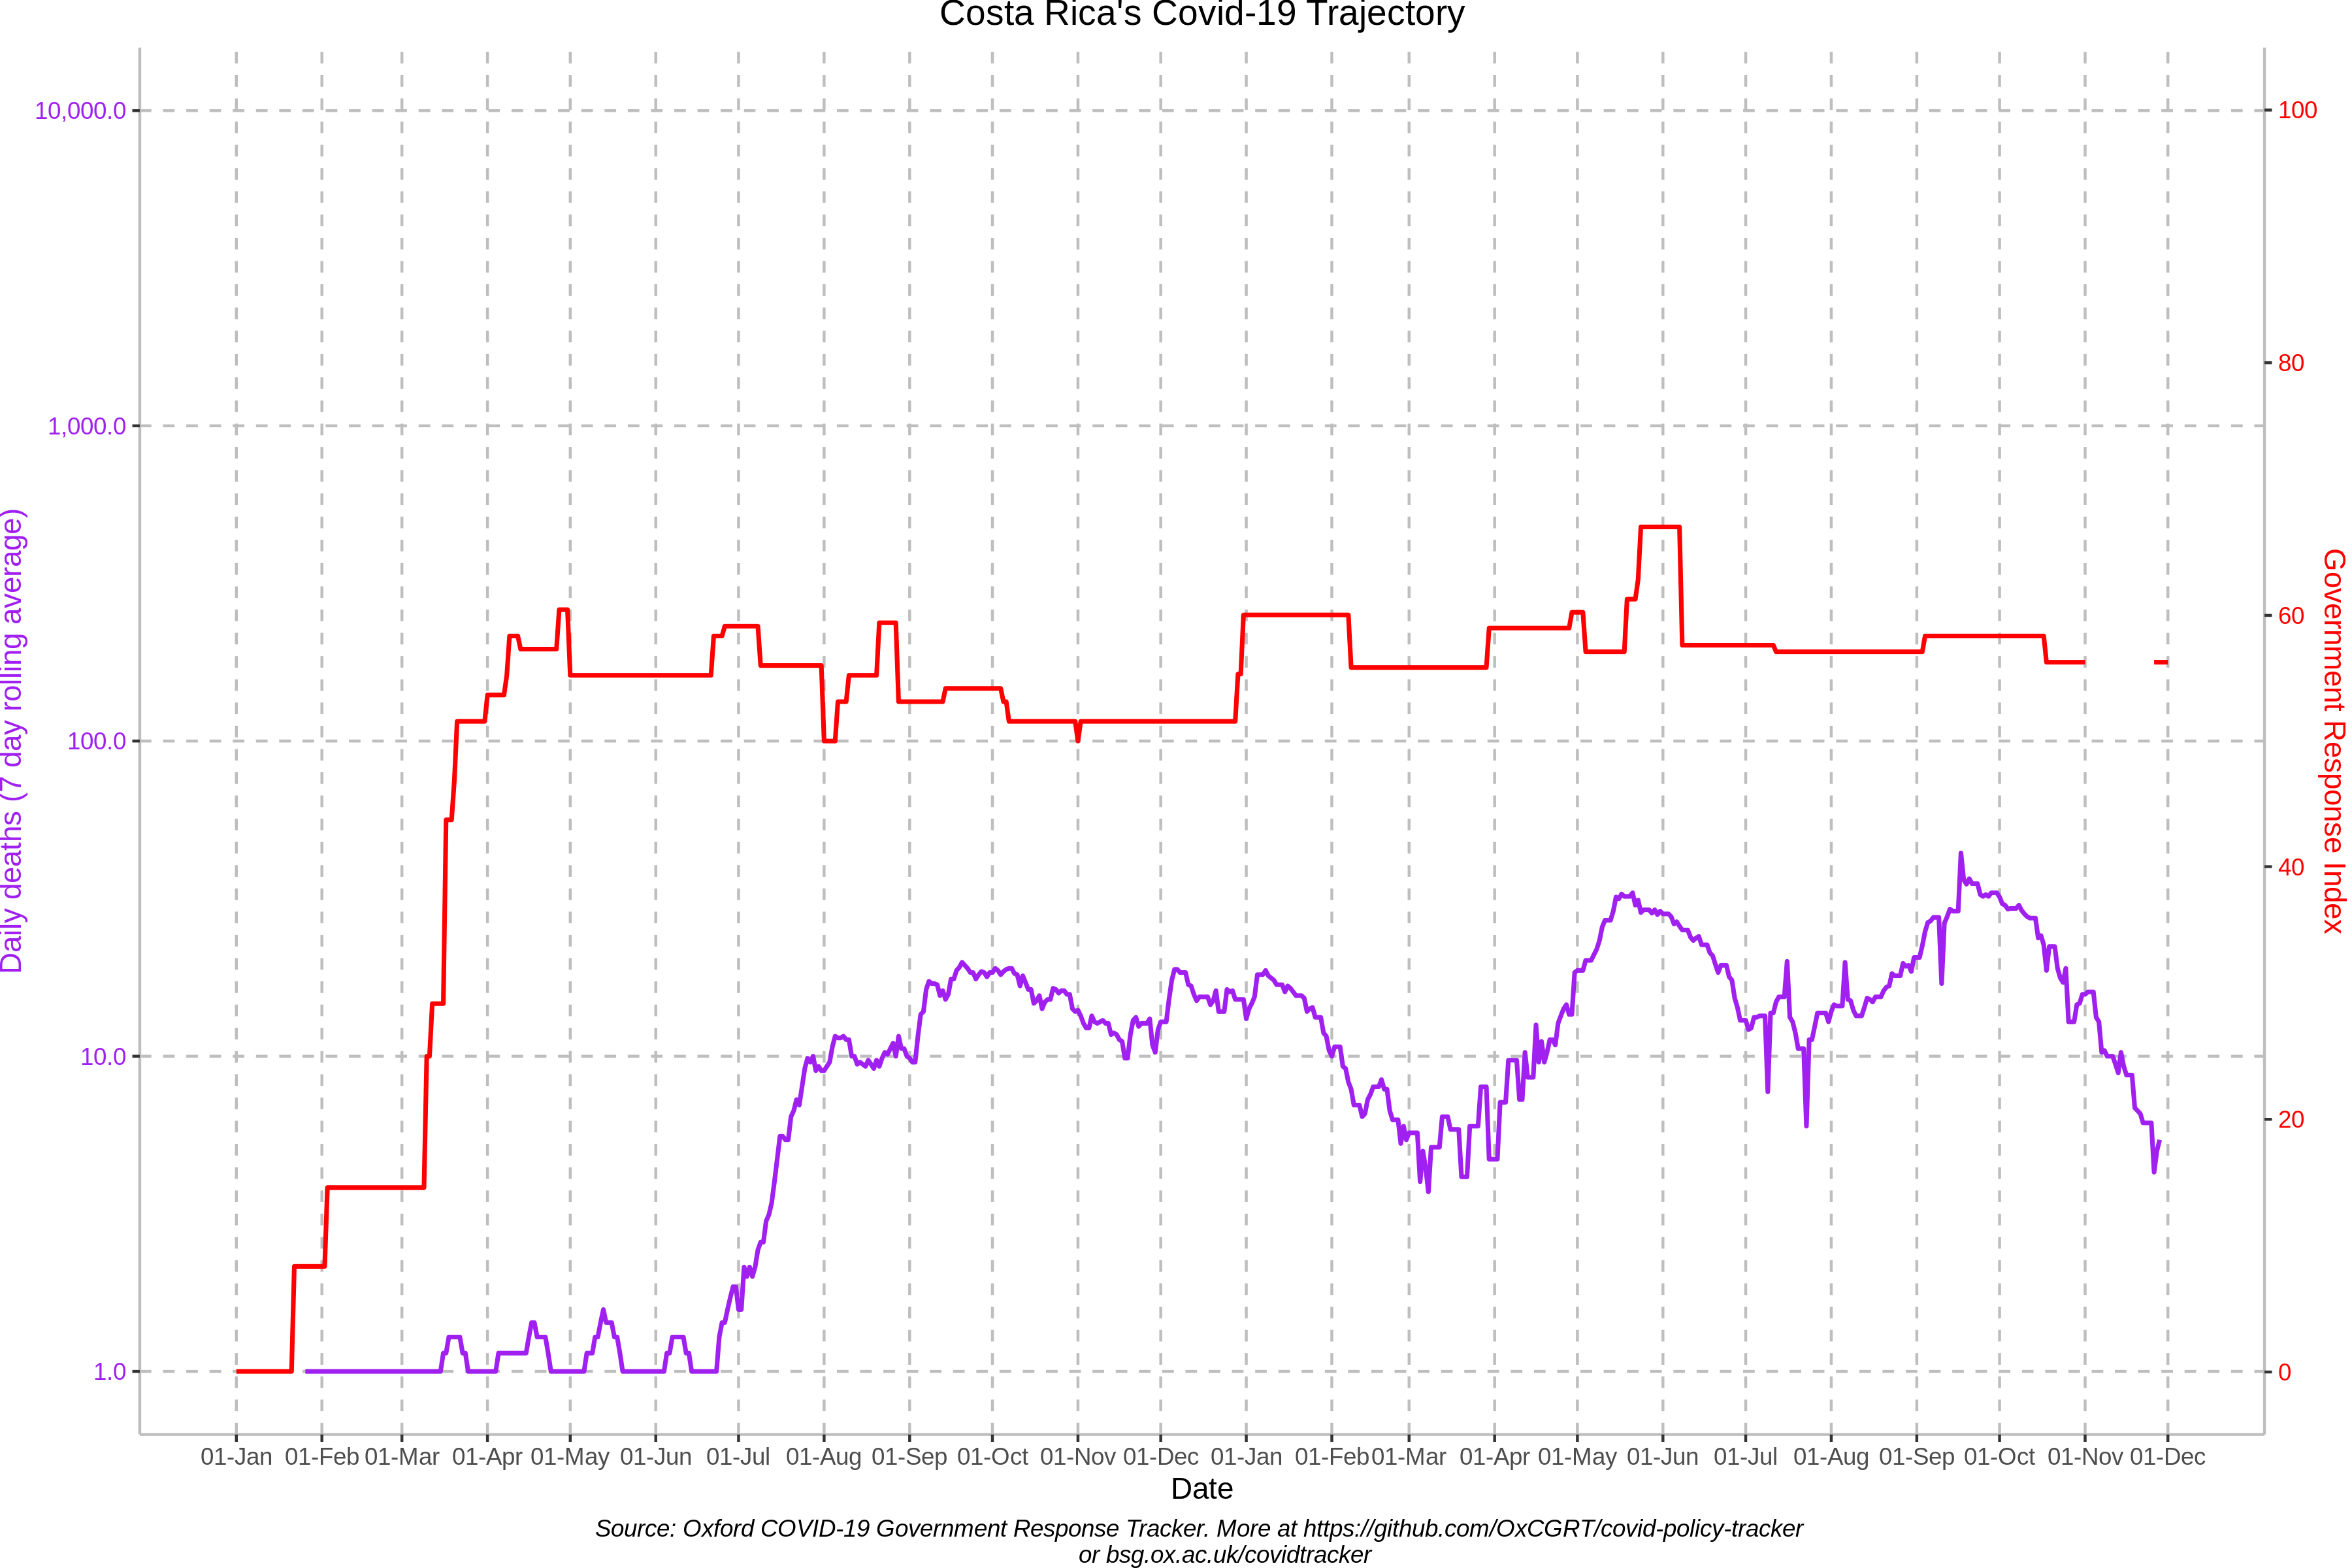 Costa Rica's Covid-19 Trajectory
10,000.0
1,000.0
100.0
10.0
1.0
Daily deaths (7 day rolling average)
100
80
60
40
20
0
Government Response Index
01-Jan 01-Feb 01-Mar 01-Apr 01-May 01-Jun 01-Jul 01-Aug 01-Sep 01-Oct 01-Nov 01-Dec 01-Jan 01-Feb 01-Mar 01-Apr 01-May 01-Jun 01-Jul 01-Aug 01-Sep 01-Oct 01-Nov 01-Dec
Date
Source: Oxford COVID-19 Government Response Tracker. More at https://github.com/OxCGRT/covid-policy-tracker
or bsg.ox.ac.uk/covidtracker